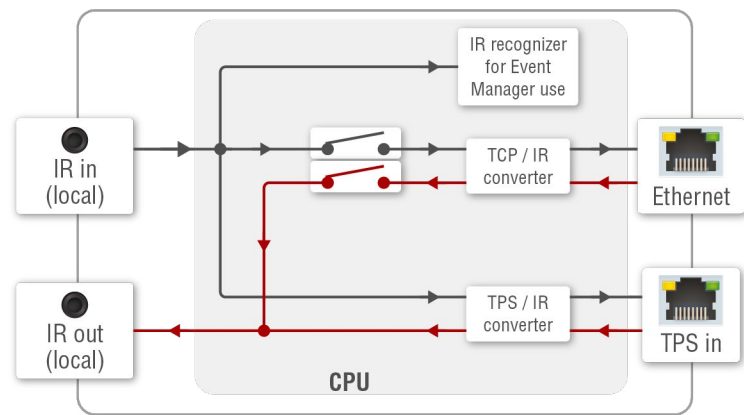 IR recognizer
for Event
Manager use
IR in
(local)
TCP / IR
converter
Ethernet
IR out
(local)
TPS / IR
converter
TPS in
CPU